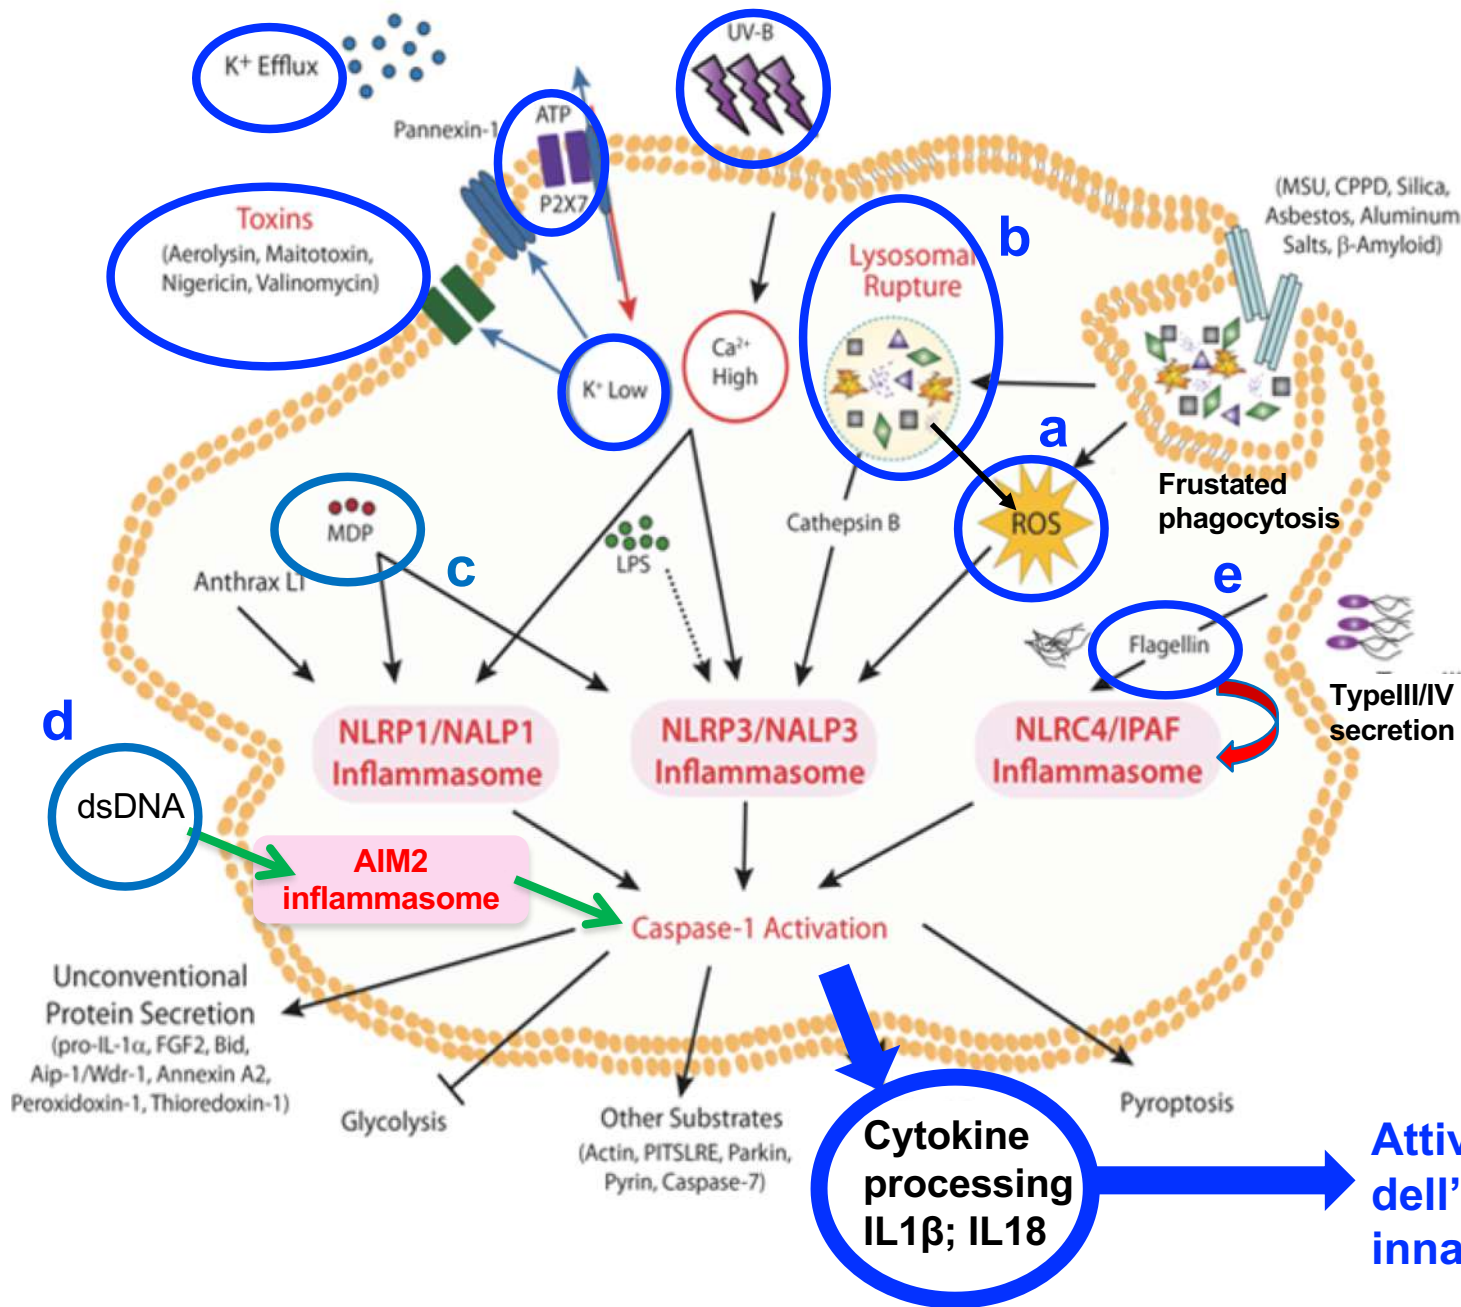 K⁺ Efflux
UV-B
Pannexin-1
ATP
P2X7
Toxins
(Aerolysin, Maitotoxin,
Nigericin, Valinomycin)
(MSU, CPPD, Silica,
Asbestos, Aluminum
Salts, β-Amyloid)
b
Lysosomal
Rupture
Ca²⁺
High
K⁺ Low
a
ROS
Frustated
phagocytosis
Cathepsin B
MDP
LPS
c
Anthrax LT
e
Flagellin
TypeIII/IV
secretion
NLRP1/NALP1
Inflammasome
NLRP3/NALP3
Inflammasome
NLRC4/IPAF
Inflammasome
d
dsDNA
AIM2
inflammasome
Caspase-1 Activation
Unconventional
Protein Secretion
(pro-IL-1α, FGF2, Bid,
Aip-1/Wdr-1, Annexin A2,
Peroxidoxin-1, Thioredoxin-1)
Glycolysis
Other Substrates
(Actin, PITSLRE, Parkin,
Pyrin, Caspase-7)
Cytokine
processing
IL1β; IL18
Pyroptosis
Attiv
dell’
inna